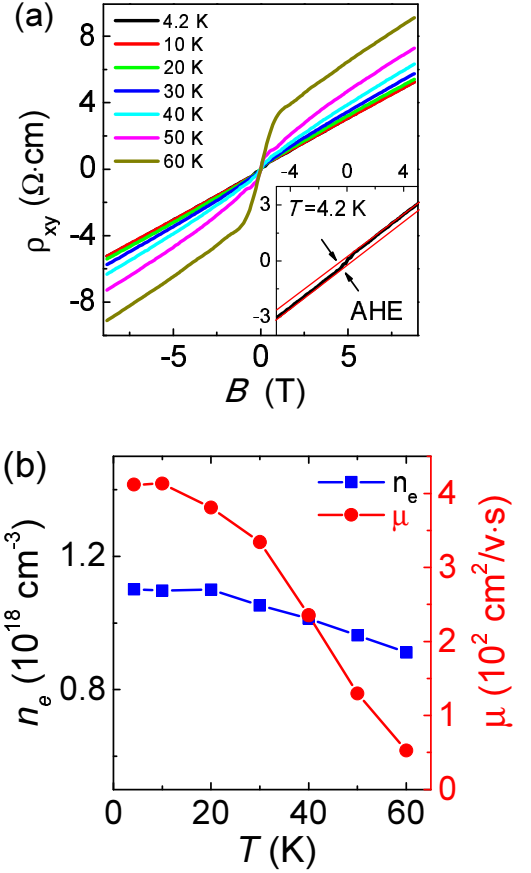 (a)
8
4
0
-4
-8
ρxy (Ω·cm)
4.2 K
10 K
20 K
30 K
40 K
50 K
60 K
-4 0 4
3
0
-3
T=4.2 K
AHE
-5 0 5
B (T)
(b)
1.2
0.8
ne (10^18 cm^-3)
ne
μ
4
3
2
1
0
μ (10^2 cm^2/v·s)
0 20 40 60
T (K)